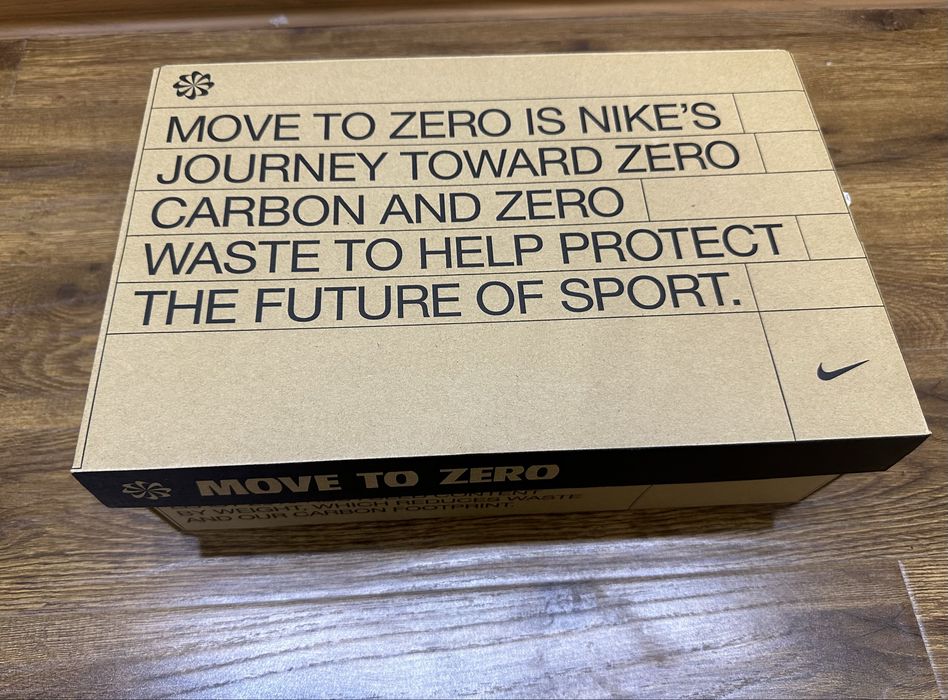 MOVE TO ZERO IS NIKE'S
JOURNEY TOWARD ZERO
CARBON AND ZERO
WASTE TO HELP PROTECT
THE FUTURE OF SPORT.
MOVE TO ZERO
CONTENT
BY WEIGHT, WHICH REDUCES WASTE
AND OUR CARBON FOOTPRINT.